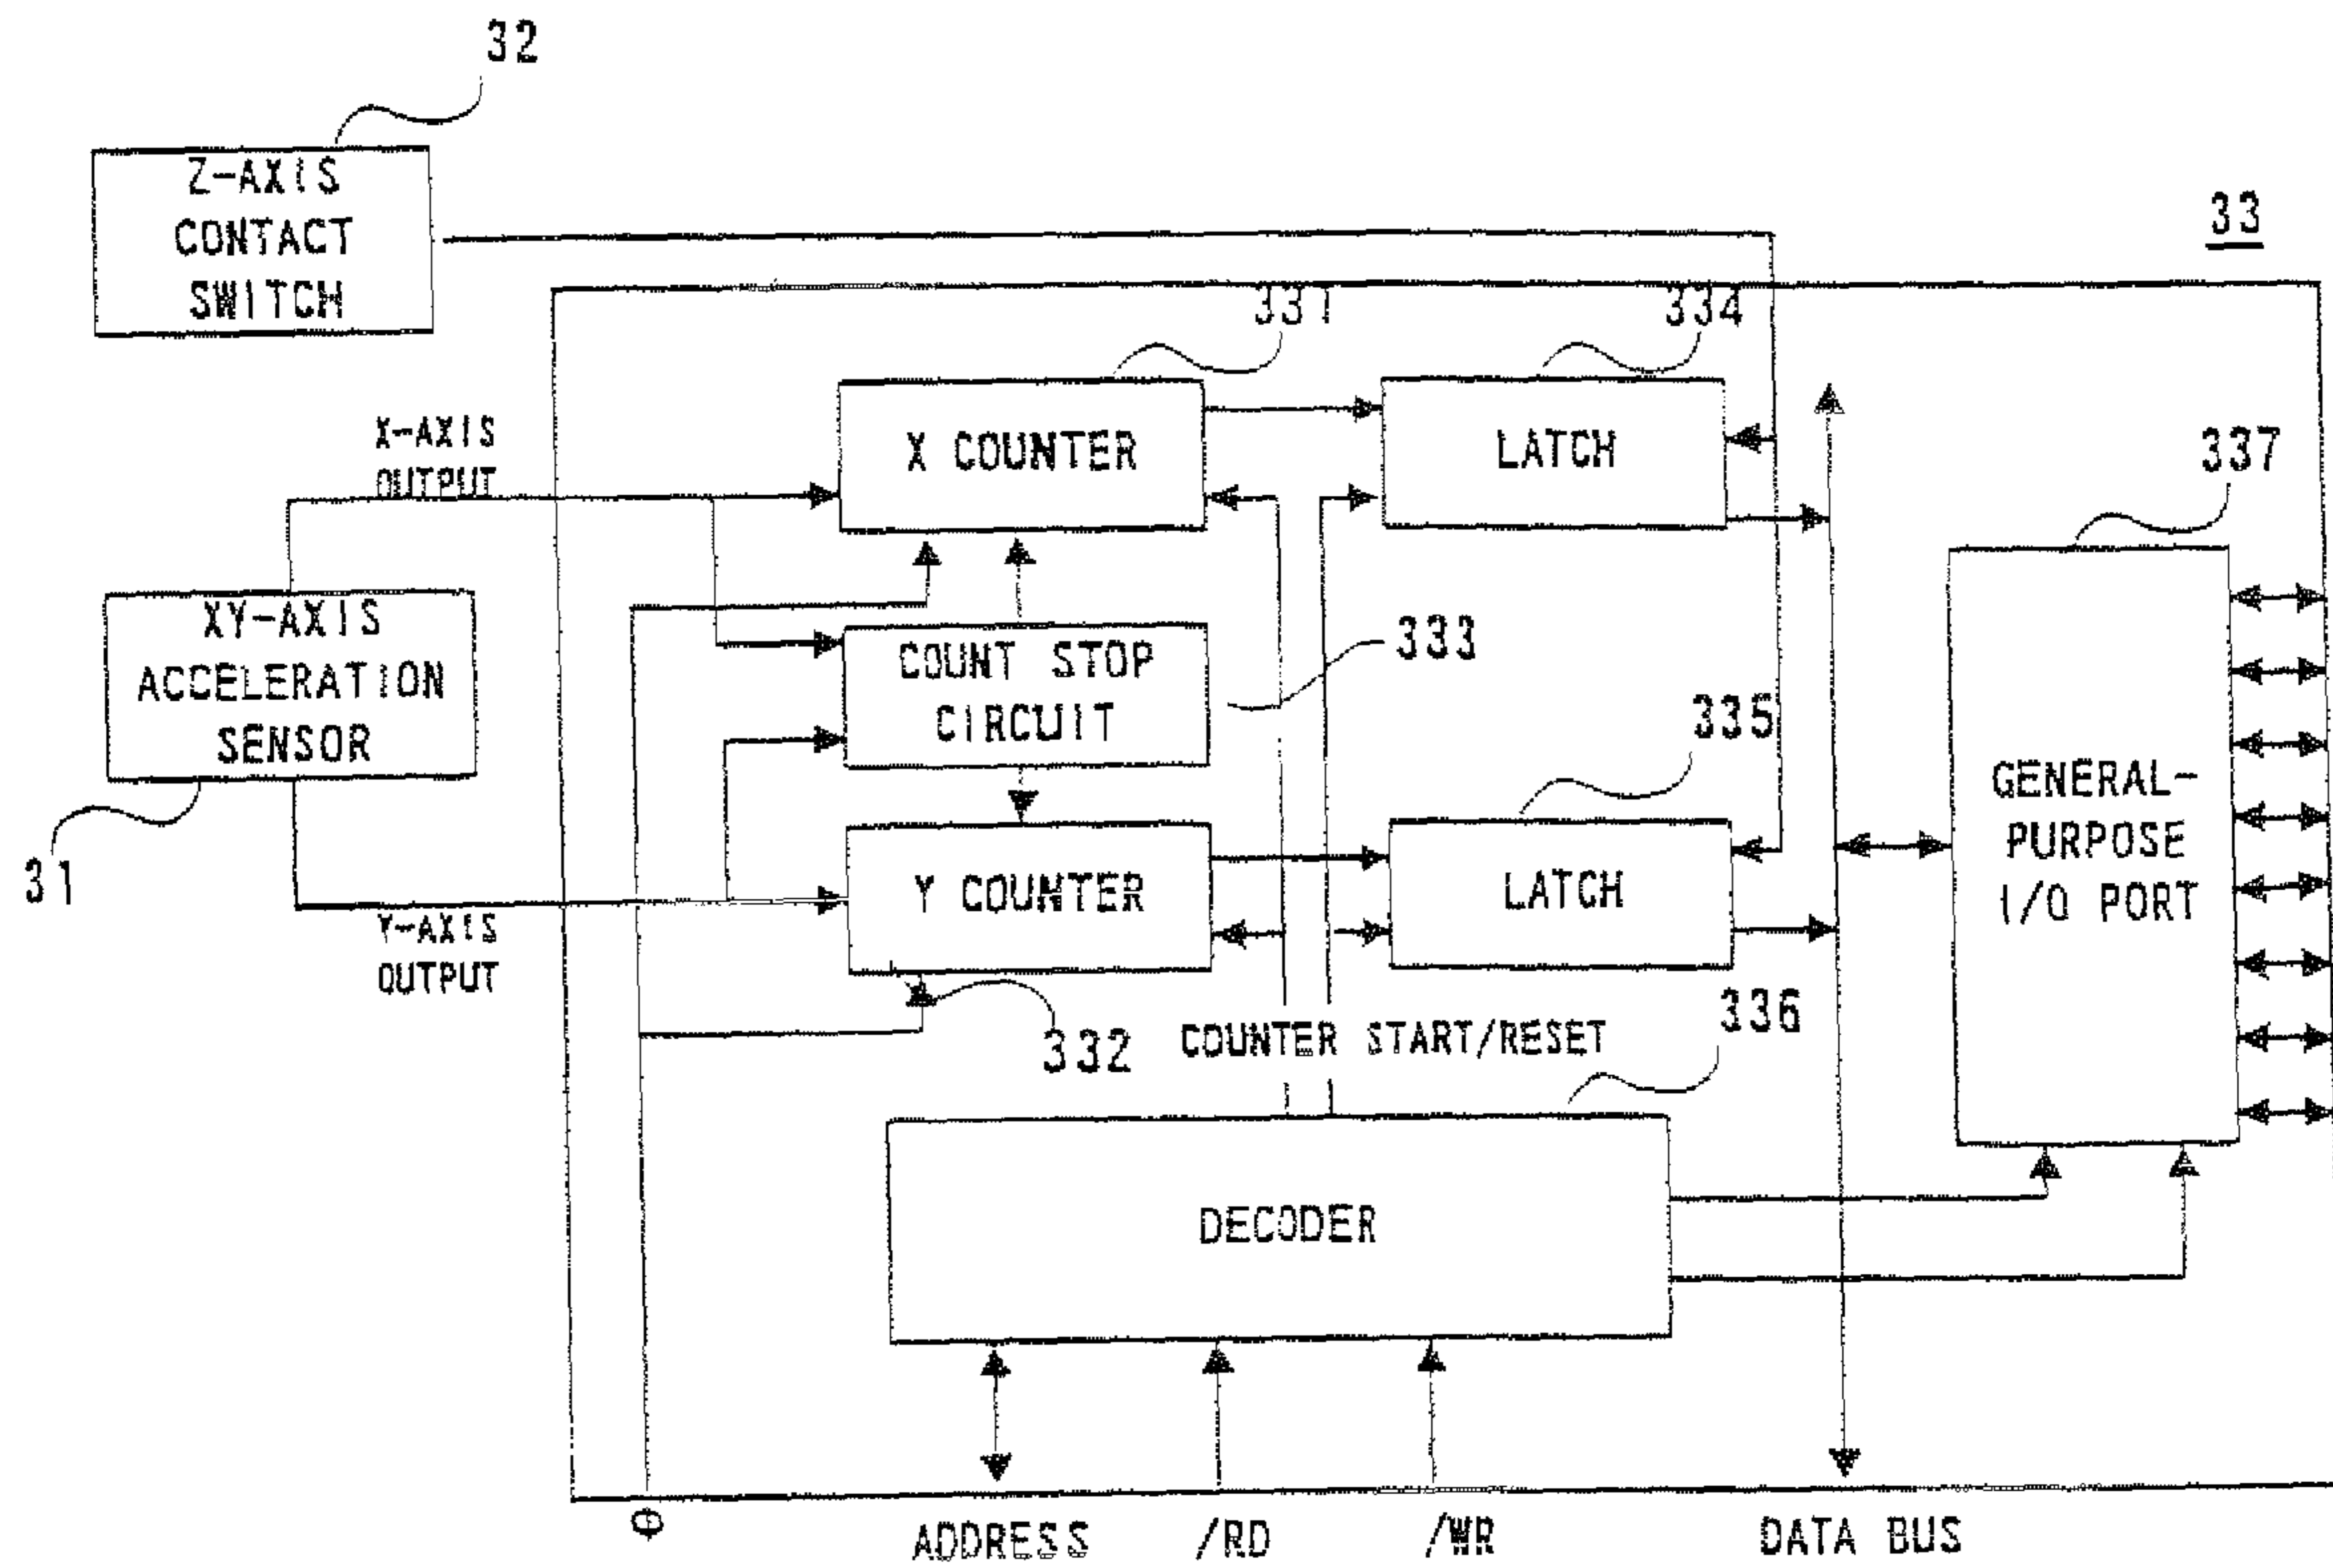 32
Z-AXIS
CONTACT
SWITCH
33
331
334
X-AXIS
OUTPUT
X COUNTER
LATCH
337
XY-AXIS
ACCELERATION
SENSOR
COUNT STOP
CIRCUIT
333
335
GENERAL-
PURPOSE
I/O PORT
31
Y COUNTER
LATCH
Y-AXIS
OUTPUT
332
COUNTER START/RESET
336
DECODER
Φ
ADDRESS
/RD
/WR
DATA BUS